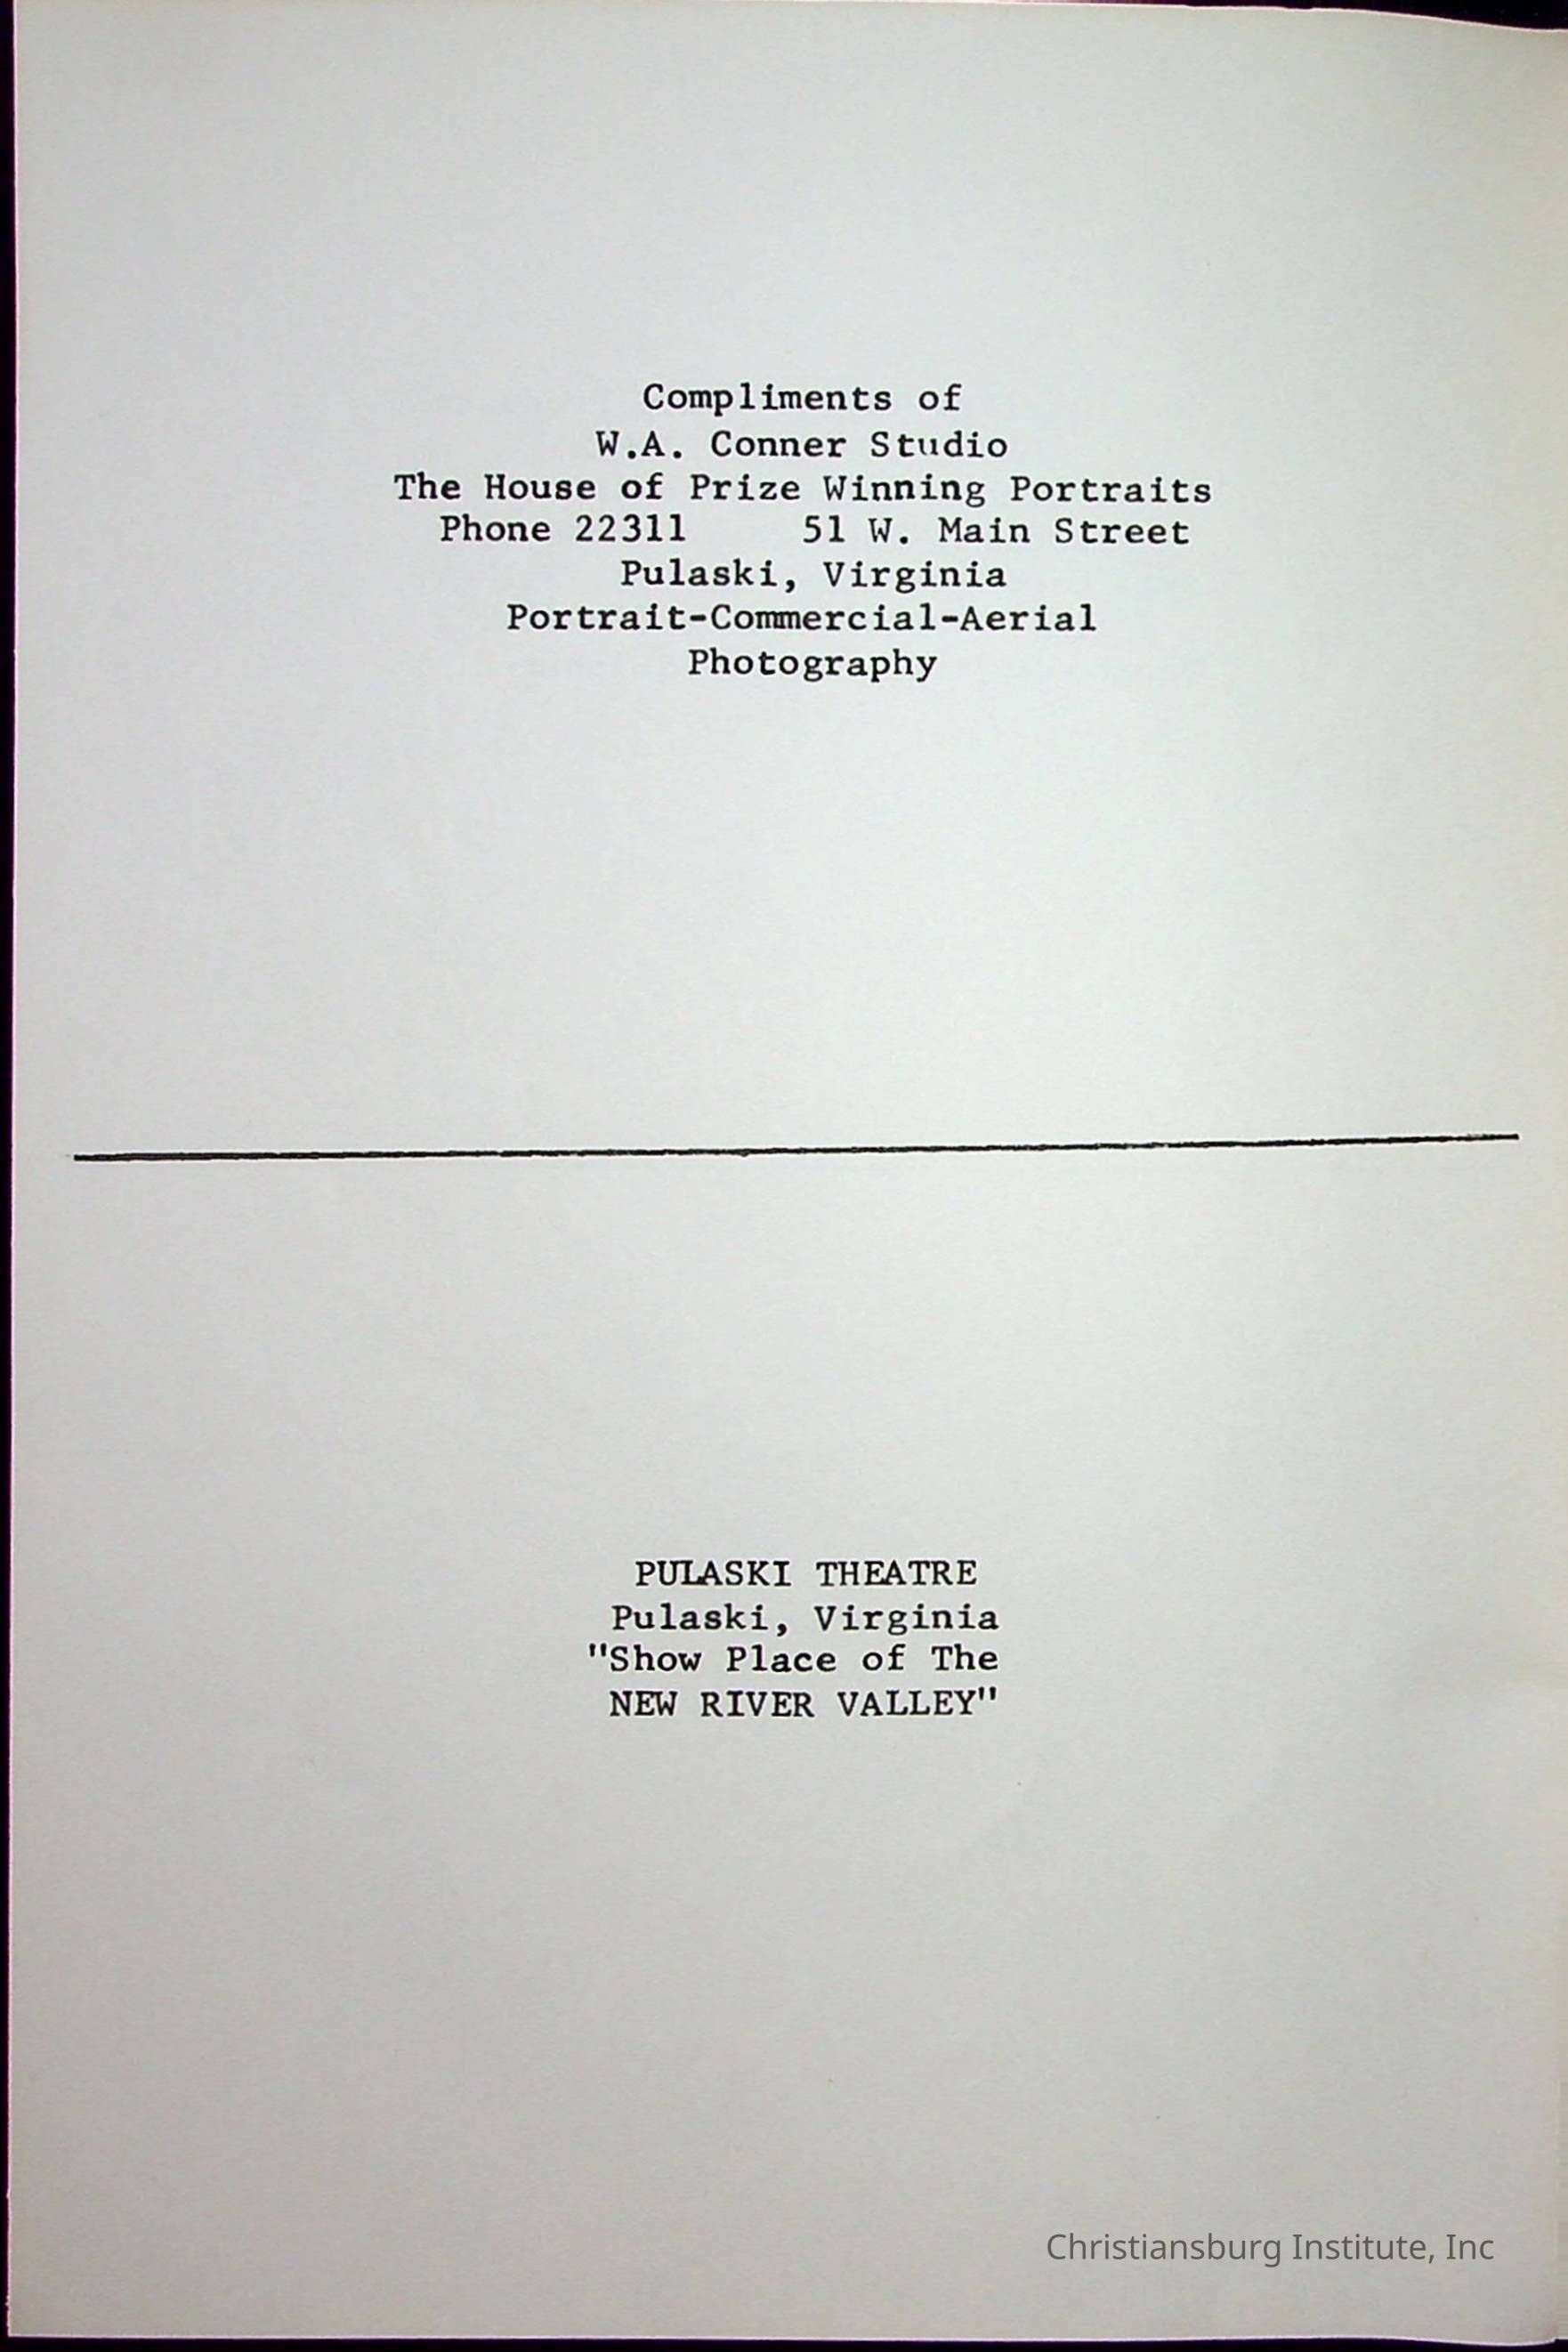 Compliments of
W.A. Conner Studio
The House of Prize Winning Portraits
Phone 22311 51 W. Main Street
Pulaski, Virginia
Portrait-Commercial-Aerial
Photography
PULASKI THEATRE
Pulaski, Virginia
"Show Place of The
NEW RIVER VALLEY"
Christiansburg Institute, Inc